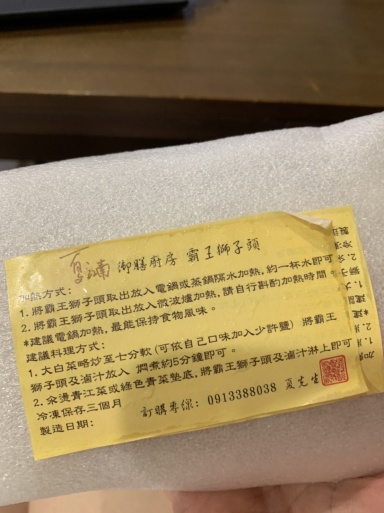 夏滿 御膳廚房 霸王獅子頭
加熱方式：
1. 將霸王獅子頭取出放入電鍋或蒸鍋隔水加熱，約一杯水即可
2. 將霸王獅子頭取出放入微波爐加熱，請自行斟酌加熱時間
*建議電鍋加熱，最能保持食物風味。
建議料理方式：
1. 大白菜略炒至七分軟(可依自己口味加入少許鹽) 將霸王
獅子頭及滷汁放入 燜煮約5分鐘即可。
2. 汆燙青江菜或綠色青菜墊底，將霸王獅子頭及滷汁淋上即可
冷凍保存三個月
訂購專線：0913388038 夏先生
製造日期：